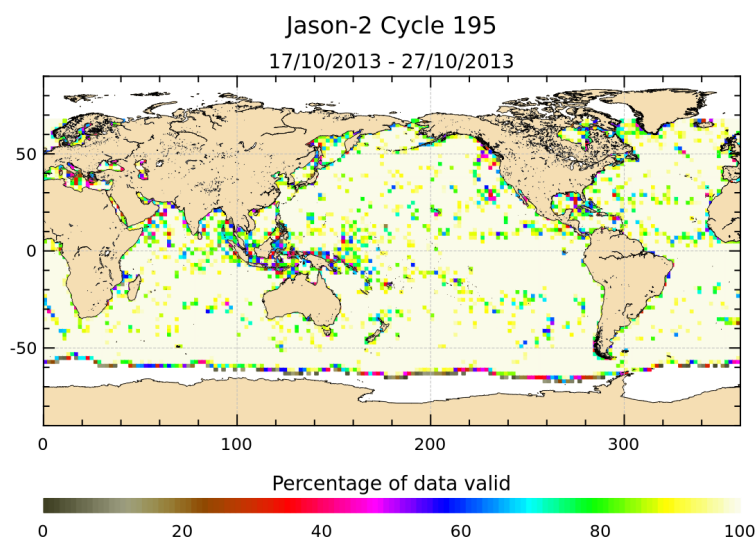 Jason-2 Cycle 195
17/10/2013 - 27/10/2013
50
0
-50
0 100 200 300
Percentage of data valid
0 20 40 60 80 100